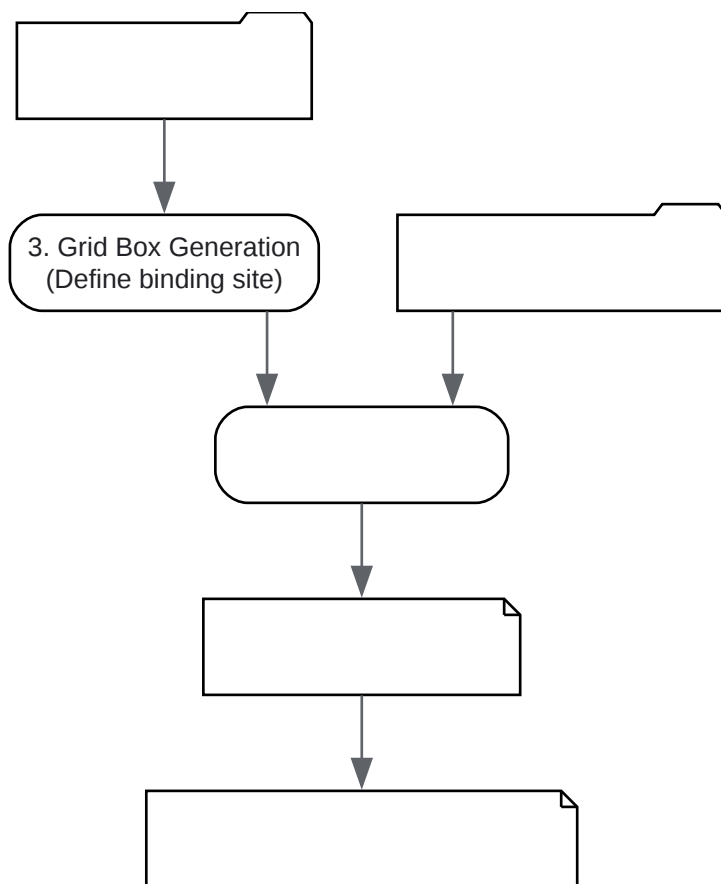 3. Grid Box Generation
(Define binding site)